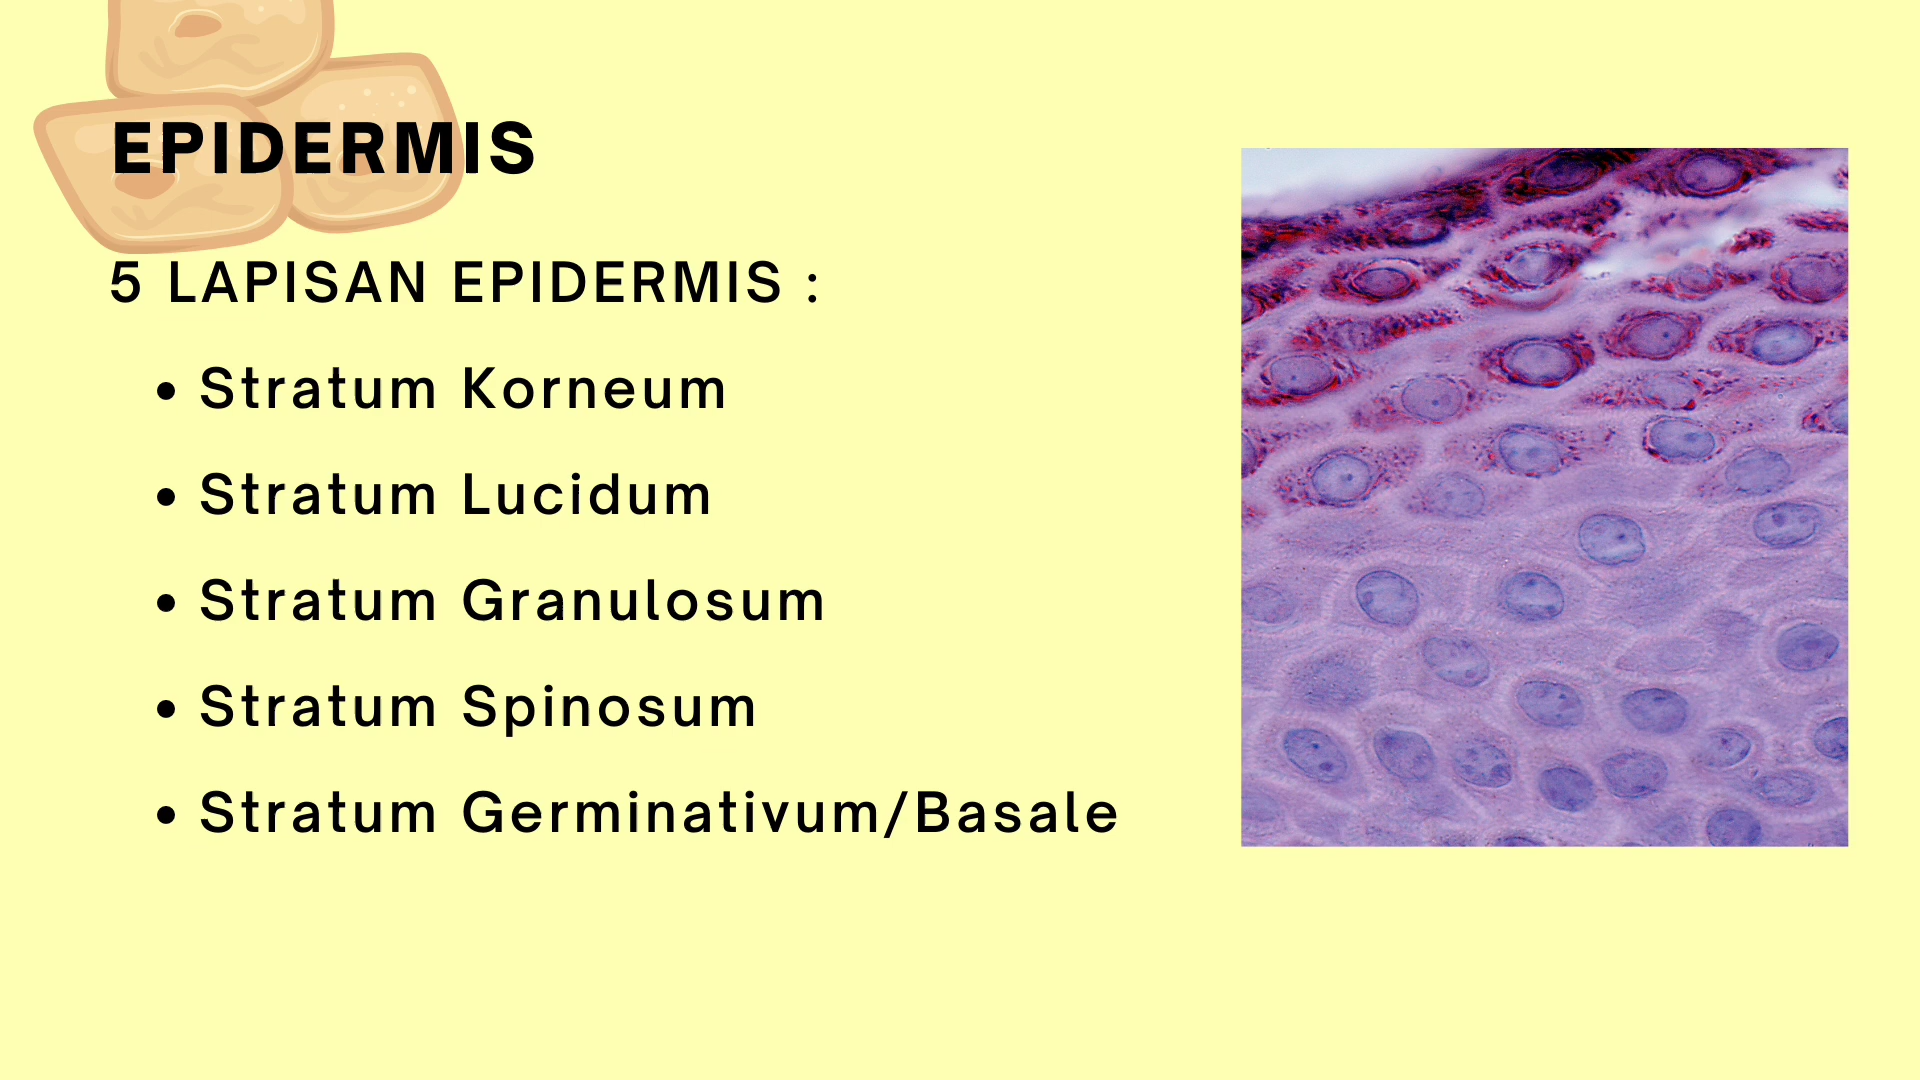 EPIDERMIS
5 LAPISAN EPIDERMIS :
• Stratum Korneum
• Stratum Lucidum
• Stratum Granulosum
• Stratum Spinosum
• Stratum Germinativum/Basale